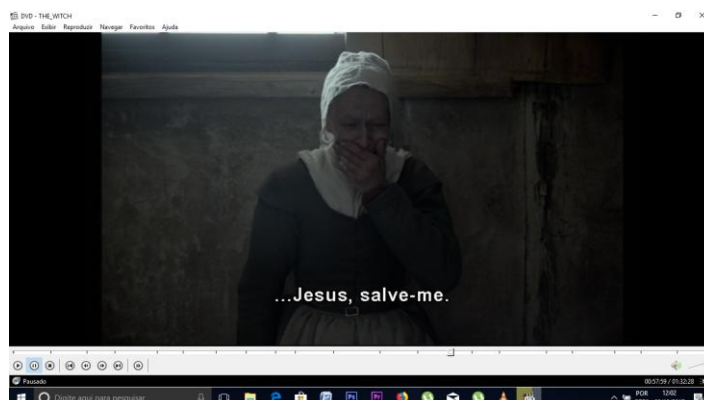 DVD - THE_WITCH
Arquivo Exibir Reproduzir Navegar Favoritos Ajuda
...Jesus, salve-me.
Pausado
00:57:59 / 01:32:28
Digite aqui para pesquisar
POR
12:02